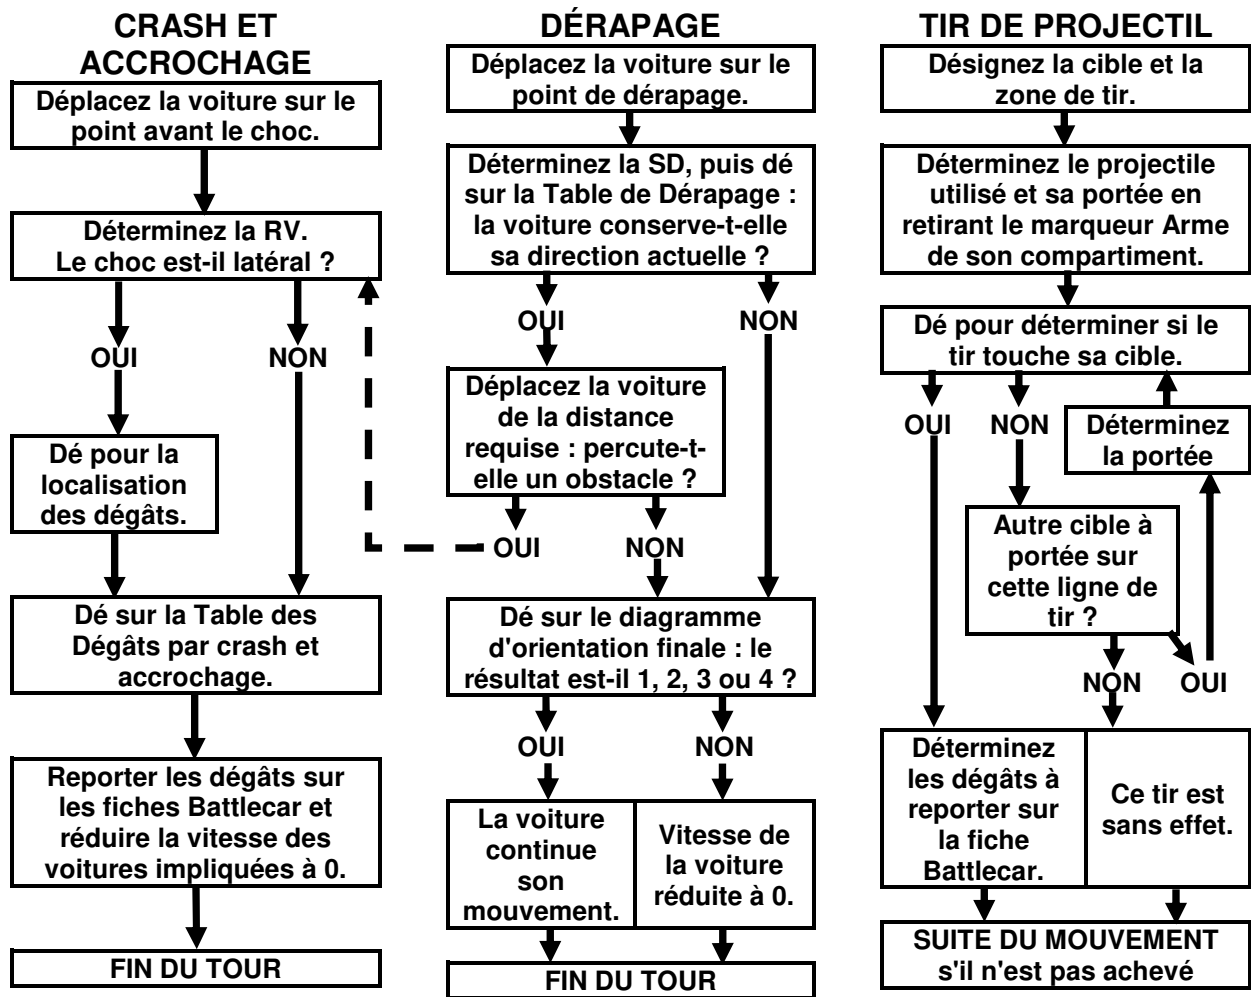 CRASH ET
ACCROCHAGE
Déplacez la voiture sur le
point avant le choc.
Déterminez la RV.
Le choc est-il latéral ?
OUI
NON
Dé pour la
localisation
des dégâts.
Dé sur la Table des
Dégâts par crash et
accrochage.
Reporter les dégâts sur
les fiches Battlecar et
réduire la vitesse des
voitures impliquées à 0.
FIN DU TOUR
DÉRAPAGE
Déplacez la voiture sur le
point de dérapage.
Déterminez la SD, puis dé
sur la Table de Dérapage :
la voiture conserve-t-elle
sa direction actuelle ?
OUI
NON
Déplacez la voiture
de la distance
requise : percute-t-
elle un obstacle ?
OUI
NON
Dé sur le diagramme
d'orientation finale : le
résultat est-il 1, 2, 3 ou 4 ?
OUI
NON
La voiture
continue
son
mouvement.
Vitesse de
la voiture
réduite à 0.
FIN DU TOUR
TIR DE PROJECTIL
Désignez la cible et la
zone de tir.
Déterminez le projectile
utilisé et sa portée en
retirant le marqueur Arme
de son compartiment.
Dé pour déterminer si le
tir touche sa cible.
OUI
NON
Déterminez
la portée
Autre cible à
portée sur
cette ligne de
tir ?
NON
OUI
Déterminez
les dégâts à
reporter sur
la fiche
Battlecar.
Ce tir est
sans effet.
SUITE DU MOUVEMENT
s'il n'est pas achevé